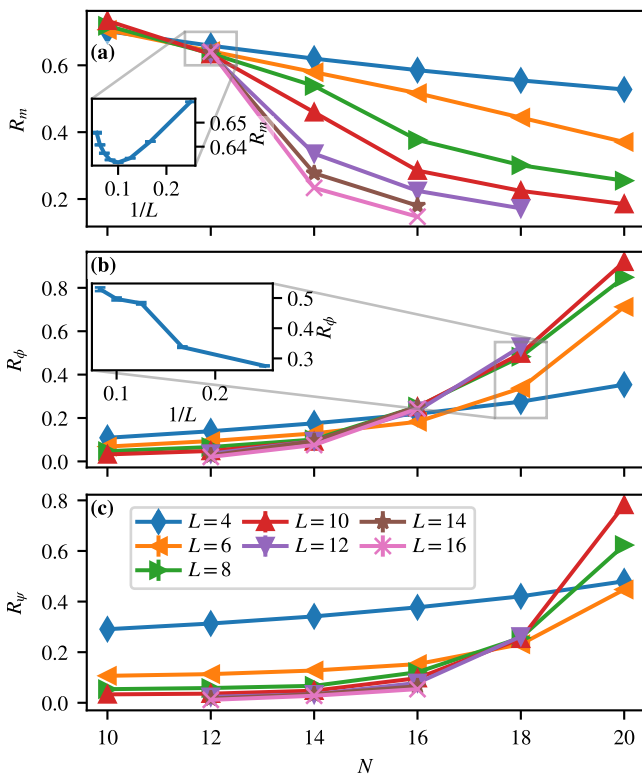 (a)
0.6
0.4
0.2
R_m
0.65
0.64
R_m
0.1 0.2
1/L
(b)
0.8
0.6
0.4
0.2
0.0
R_ϕ
0.5
0.4
0.3
R_ϕ
0.1 0.2
1/L
(c)
0.8
0.6
0.4
0.2
0.0
R_ψ
L = 4 L = 10 L = 14
L = 6 L = 12 L = 16
L = 8
10 12 14 16 18 20
N